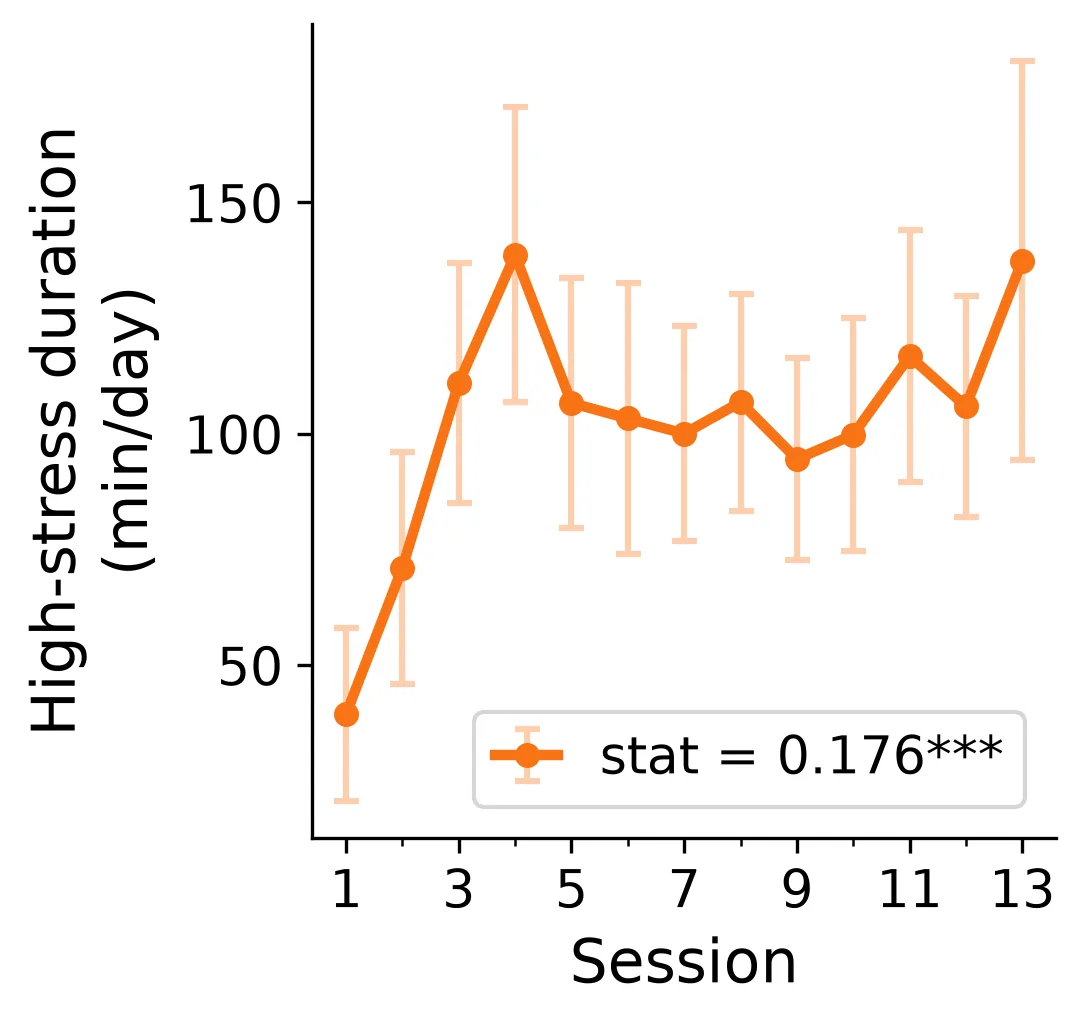 High-stress duration
(min/day)
150
100
50
stat = 0.176***
1 3 5 7 9 11 13
Session